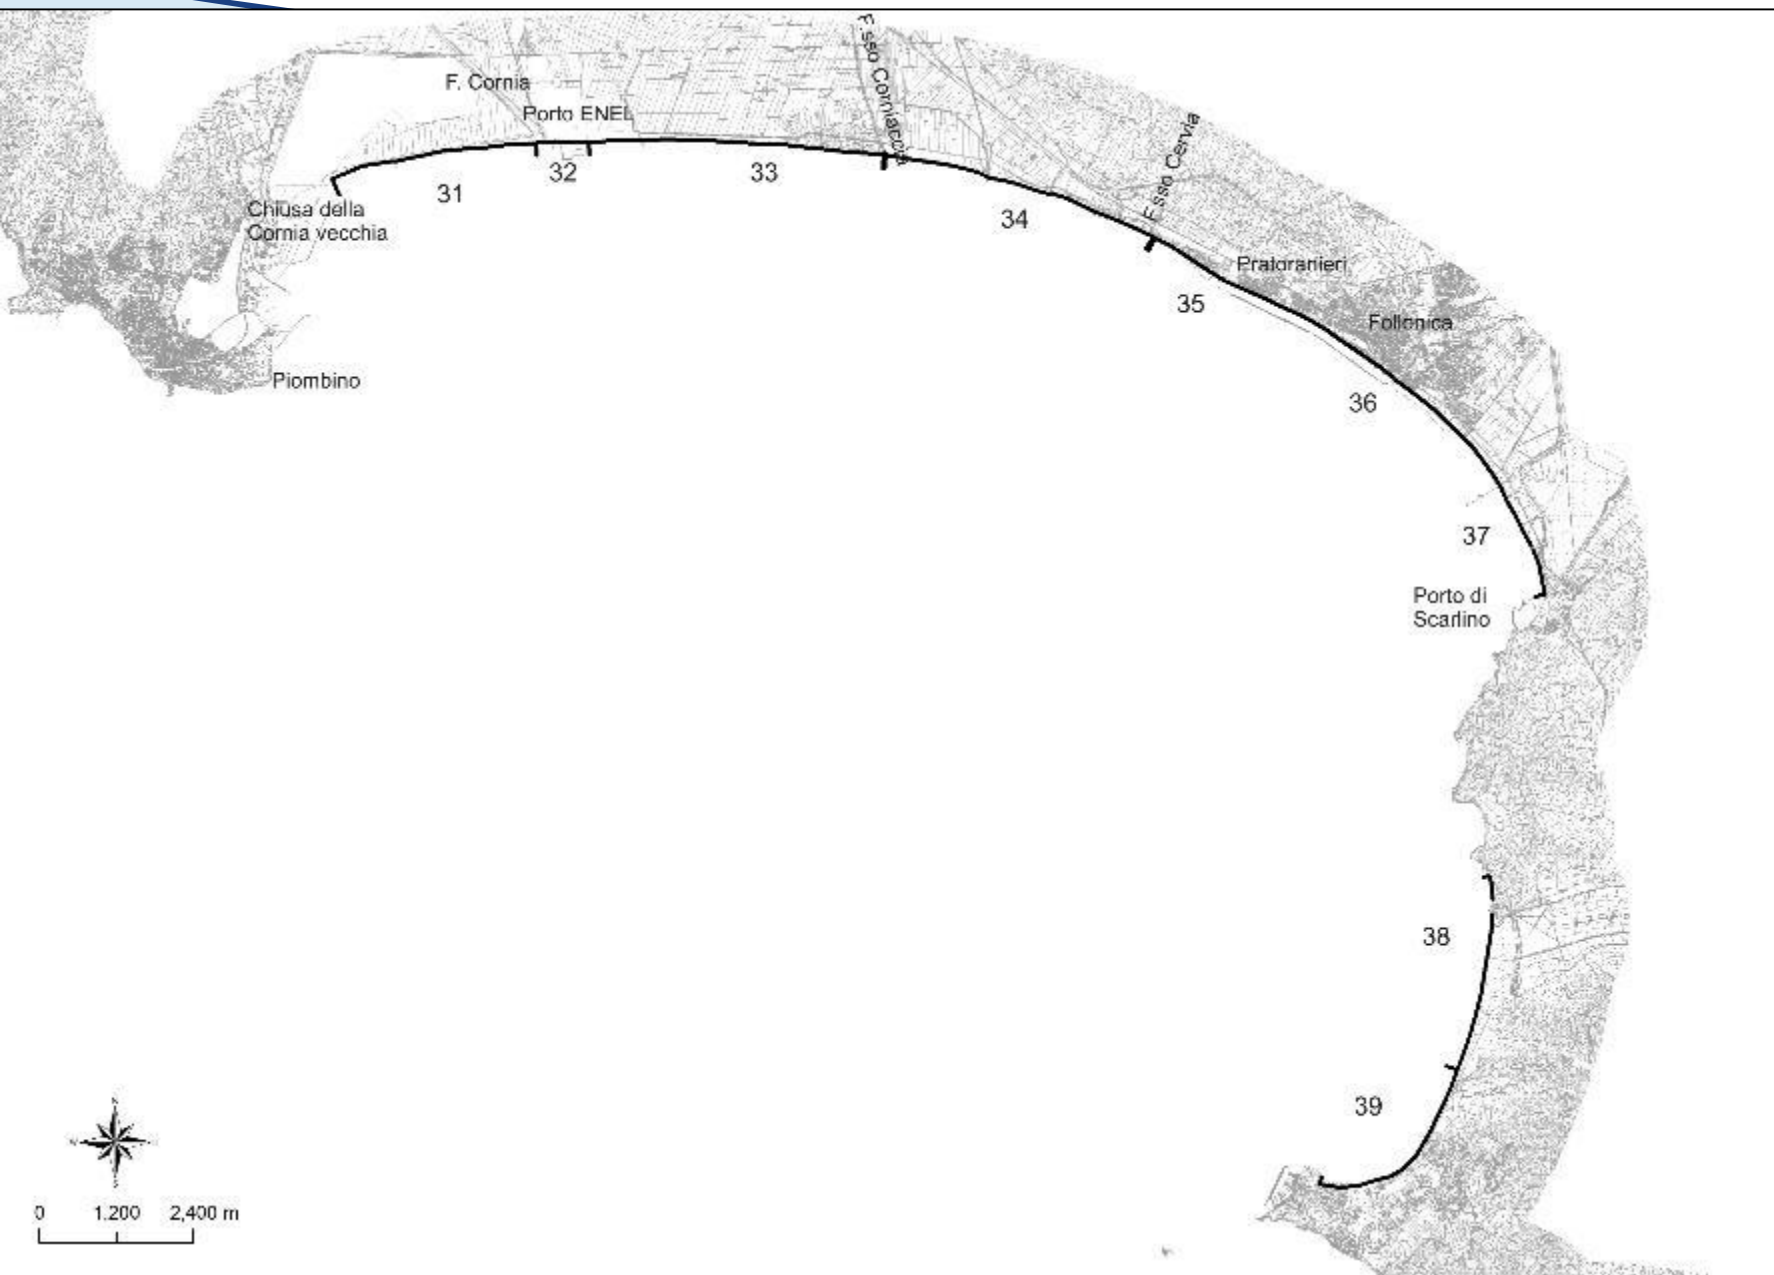 F.sso Corniaccia
F. Cornia
Porto ENEL
F.sso Cervia
31
32
33
34
Chiusa della
Cornia vecchia
Pratoranieri
35
Follonica
Piombino
36
37
Porto di
Scarlino
38
39
N
W
S
0 1.200 2,400 m